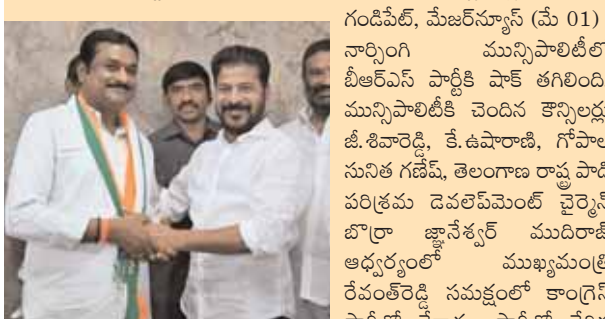 గండిపేట్, మేజర్‌న్యూస్ (మే 01)
నార్సింగి మున్సిపాలిటీలో
బీఆర్ఎస్ పార్టీకి షాక్ తగిలింది
మున్సిపాలిటీకి చెందిన కౌన్సిలర్లు
జీ.శివారెడ్డి, కే.ఉషారాణి, గోపాల
సునిత గణేష్, తెలంగాణ రాష్ట్ర పాడి
పరిశ్రమ డెవలెప్‌మెంట్ చైర్మెన్
బొర్రా జ్ఞానేశ్వర్ ముదిరాజ్
ఆధ్వర్యంలో ముఖ్యమంత్రి
రేవంత్‌రెడ్డి సమక్షంలో కాంగ్రెస్